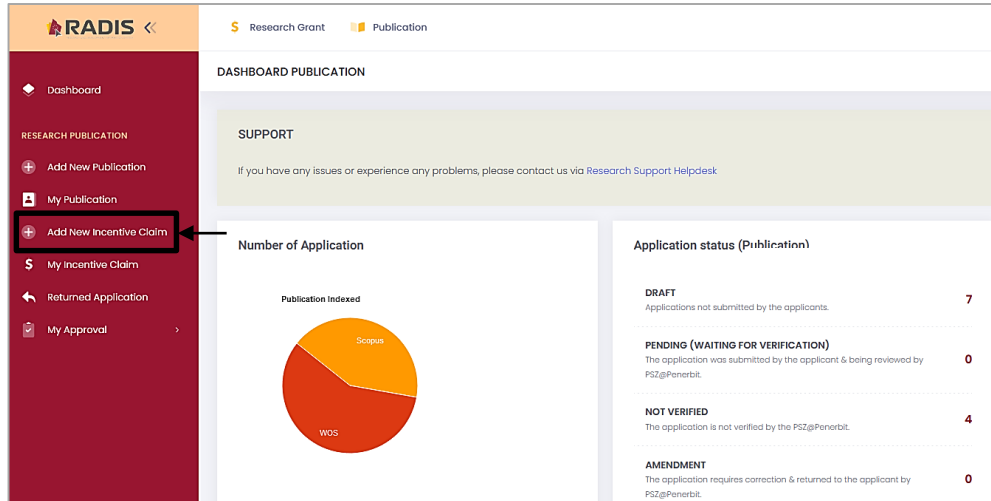 RADIS
$ Research Grant
Publication
DASHBOARD PUBLICATION
Dashboard
RESEARCH PUBLICATION
Add New Publication
My Publication
Add New Incentive Claim
$ My Incentive Claim
Returned Application
My Approval
SUPPORT
If you have any issues or experience any problems, please contact us via Research Support Helpdesk
Number of Application
Publication Indexed
Scopus
WOS
Application status (Publication)
DRAFT
Applications not submitted by the applicants.
7
PENDING (WAITING FOR VERIFICATION)
The application was submitted by the applicant & being reviewed by
PSZ@Penerbit.
0
NOT VERIFIED
The application is not verified by the PSZ@Penerbit.
4
AMENDMENT
The application requires correction & returned to the applicant by
PSZ@Penerbit.
0